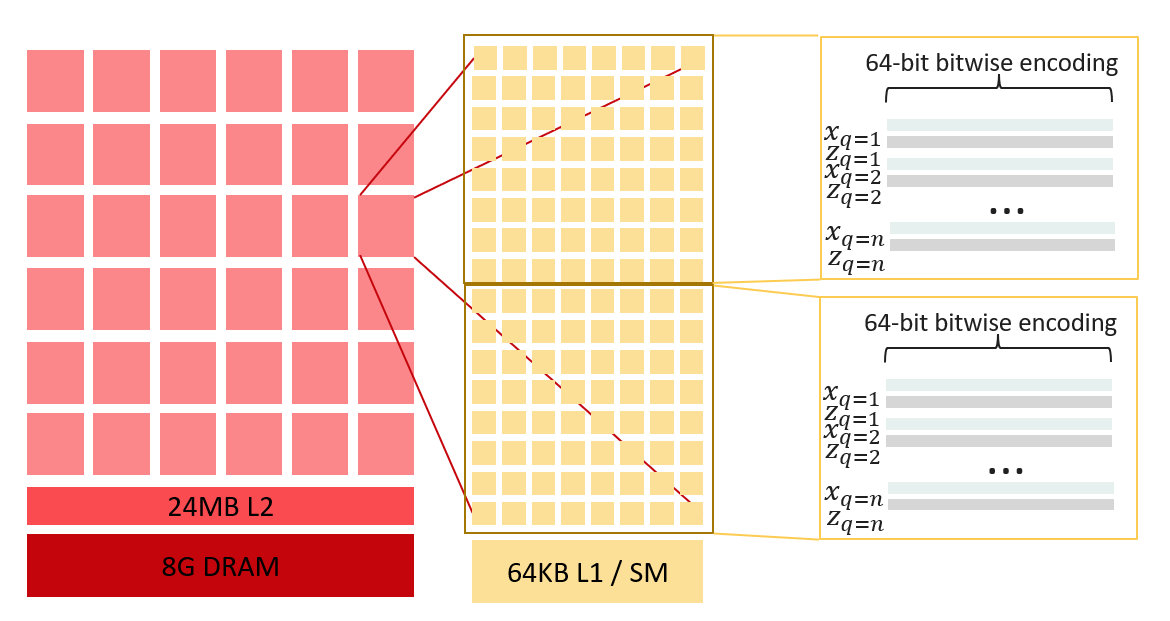 64-bit bitwise encoding
x_{q=1}
z_{q=1}
x_{q=2}
z_{q=2}
...
x_{q=n}
z_{q=n}
64-bit bitwise encoding
x_{q=1}
z_{q=1}
x_{q=2}
z_{q=2}
...
x_{q=n}
z_{q=n}
24MB L2
8G DRAM
64KB L1 / SM